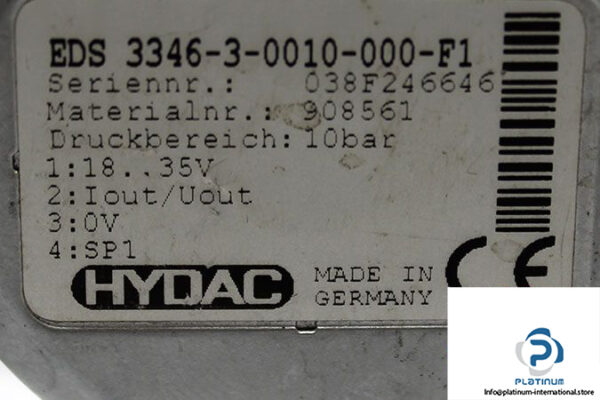 EDS 3346-3-0010-000-F1
Seriennr.: 038F246646
Materialnr.: 908561
Druckbereich: 10bar
1:18..35V
2:Iout/Uout
3:0V
4:SP1
HYDAC
MADE IN
GERMANY
CE
PLATINUM
Info@platinum-international.store